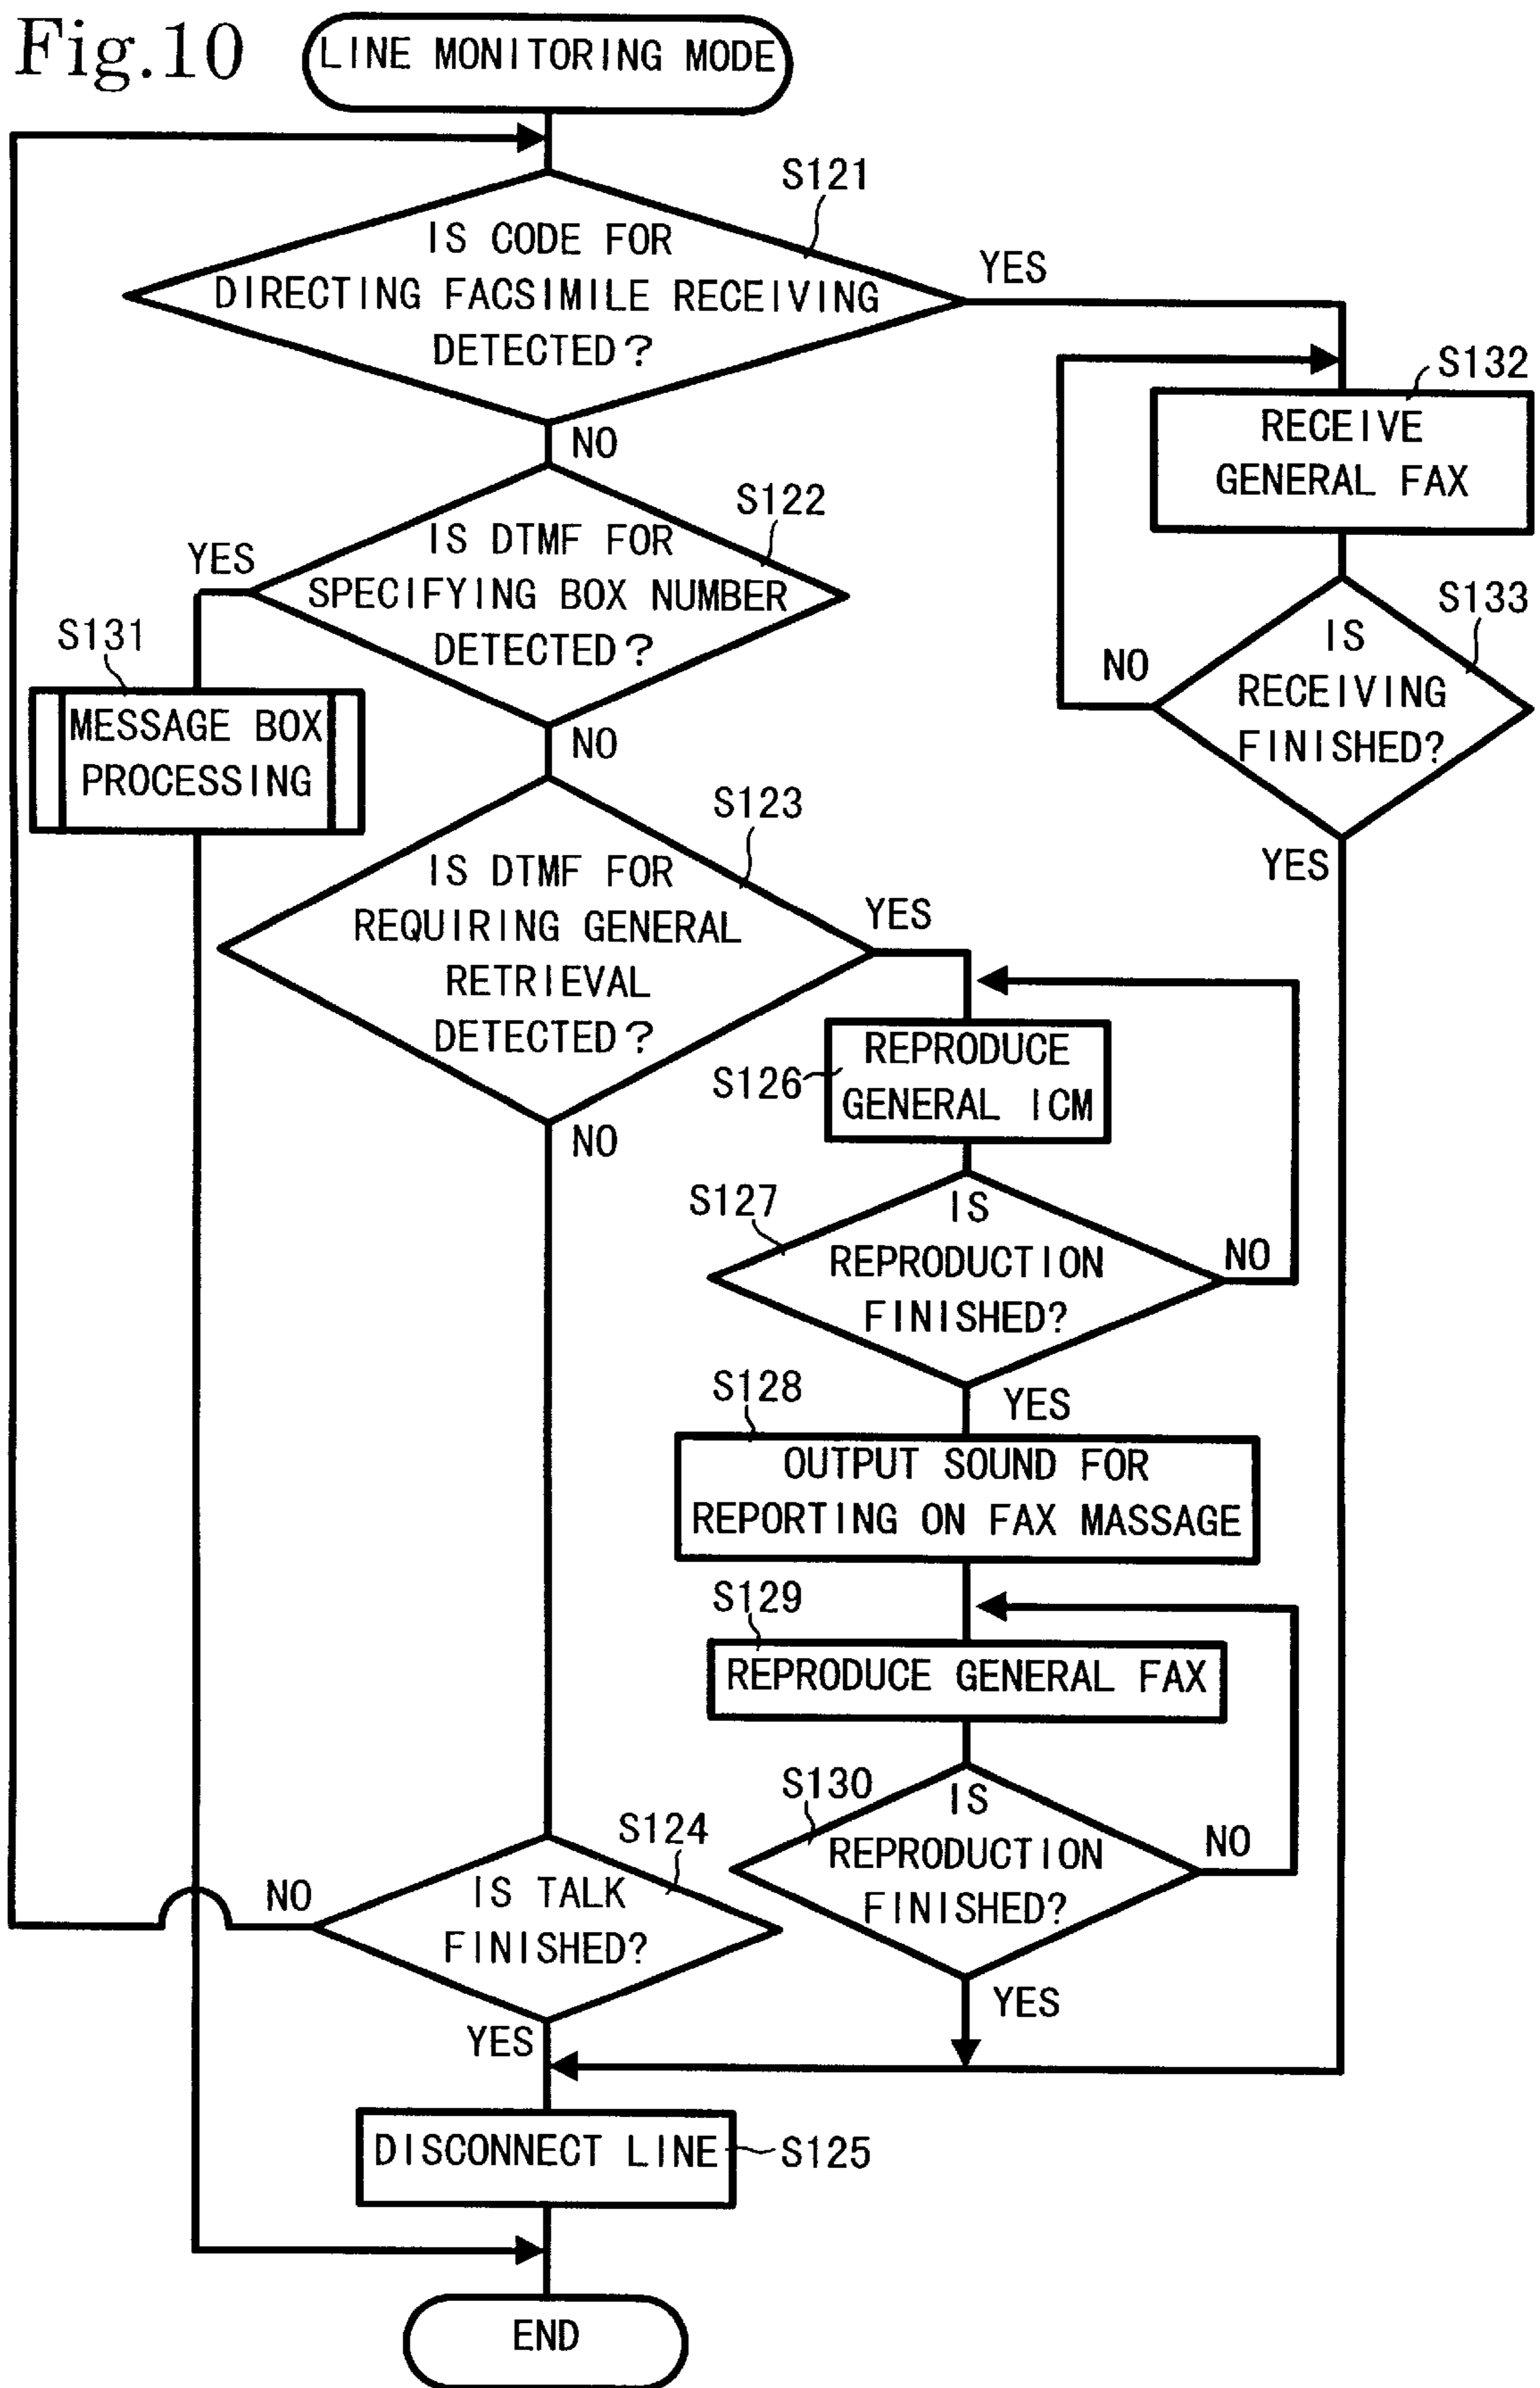 Fig.10
LINE MONITORING MODE
S121
IS CODE FOR
DIRECTING FACSIMILE RECEIVING
DETECTED?
YES
NO
S132
RECEIVE
GENERAL FAX
S133
IS
RECEIVING
FINISHED?
NO
YES
S122
IS DTMF FOR
SPECIFYING BOX NUMBER
DETECTED?
YES
NO
S131
MESSAGE BOX
PROCESSING
S123
IS DTMF FOR
REQUIRING GENERAL
RETRIEVAL
DETECTED?
YES
NO
S126
REPRODUCE
GENERAL ICM
S127
IS
REPRODUCTION
FINISHED?
NO
YES
S128
OUTPUT SOUND FOR
REPORTING ON FAX MASSAGE
S129
REPRODUCE GENERAL FAX
S130
IS
REPRODUCTION
FINISHED?
NO
YES
S124
IS TALK
FINISHED?
NO
YES
DISCONNECT LINE
S125
END